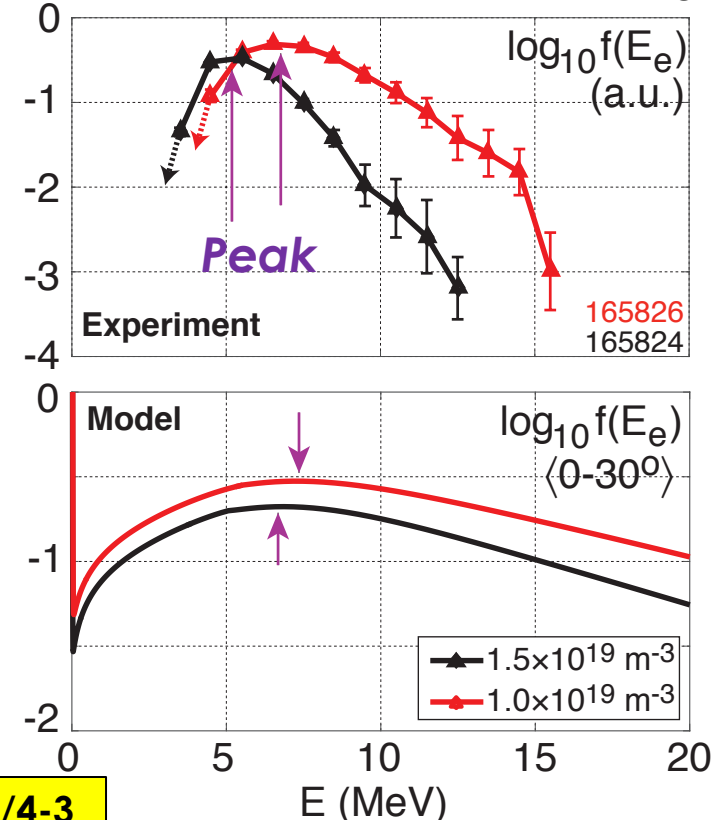 0
-1
-2
-3
-4
log10f(Ee)
(a.u.)
Peak
Experiment
165826
165824
0
-1
-2
Model
log10f(Ee)
⟨0-30º⟩
1.5×10^19 m^-3
1.0×10^19 m^-3
0 5 10 15 20
E (MeV)
/4-3